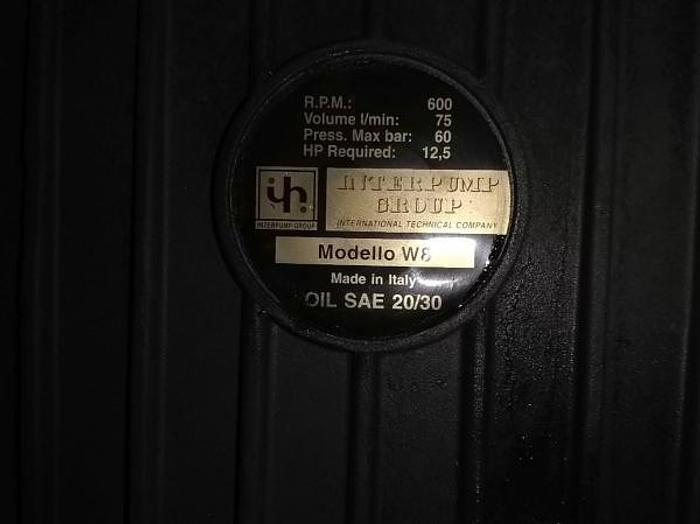 R.P.M.: 600
Volume l/min: 75
Press. Max bar: 60
HP Required: 12,5
ih.
INTERPUMP GROUP
INTERPUMP
GROUP
INTERNATIONAL TECHNICAL COMPANY
Modello W8
Made in Italy
OIL SAE 20/30